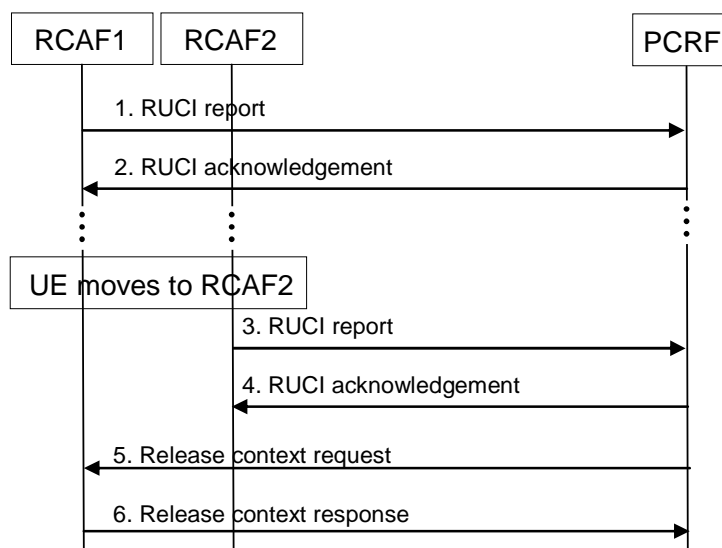 RCAF1
RCAF2
PCRF
1. RUCI report
2. RUCI acknowledgement
UE moves to RCAF2
3. RUCI report
4. RUCI acknowledgement
5. Release context request
6. Release context response